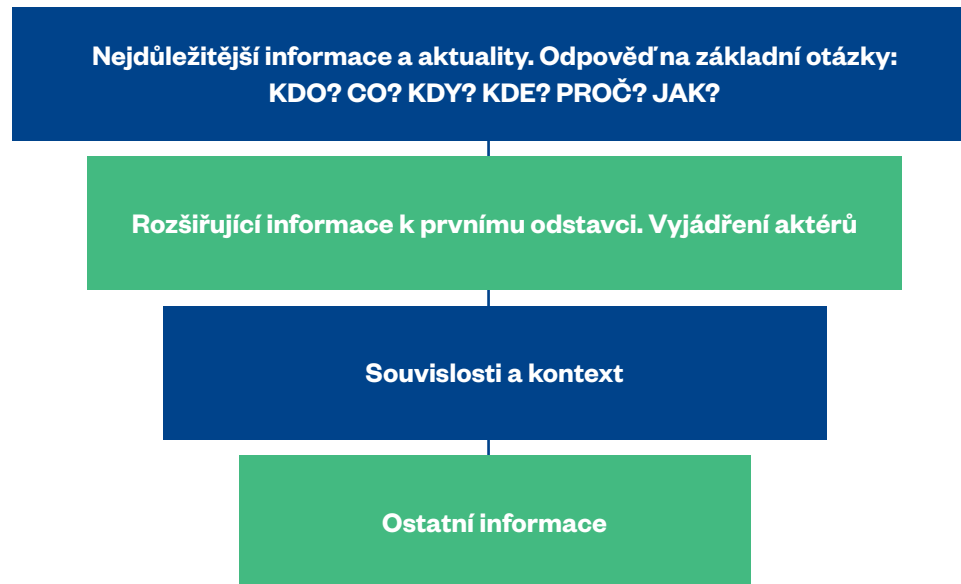 Nejdůležitější informace a aktuality. Odpověď na základní otázky:
KDO? CO? KDY? KDE? PROČ? JAK?
Rozšiřující informace k prvnímu odstavci. Vyjádření aktérů
Souvislosti a kontext
Ostatní informace